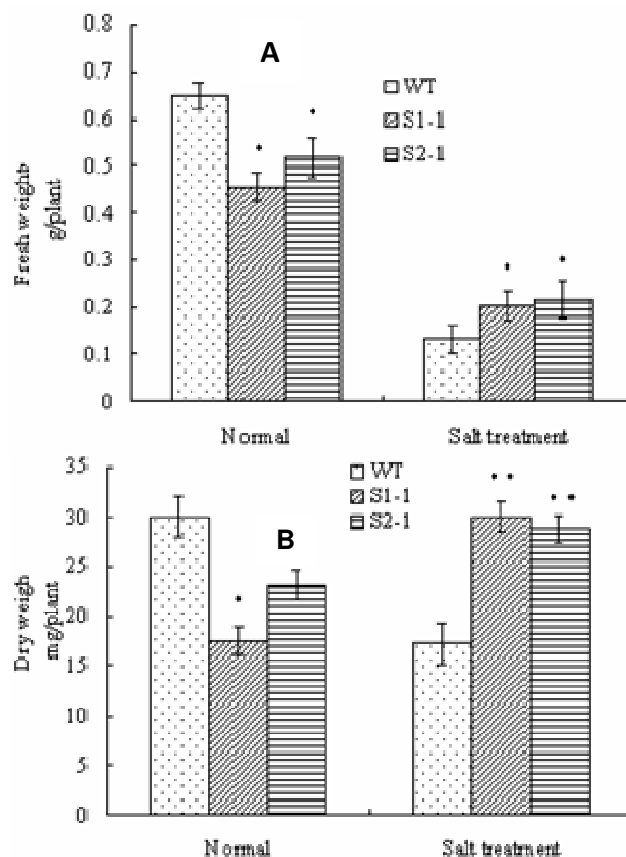 0.8
A
0.7
WT
0.6
S1-1
S2-1
0.5
0.4
0.3
0.2
0.1
0
Fresh weight,
g/plant
Normal Salt treatment
35
WT
30
S1-1
S2-1
B
25
20
15
10
5
0
Dry weigh
mg/plant
Normal Salt treatment